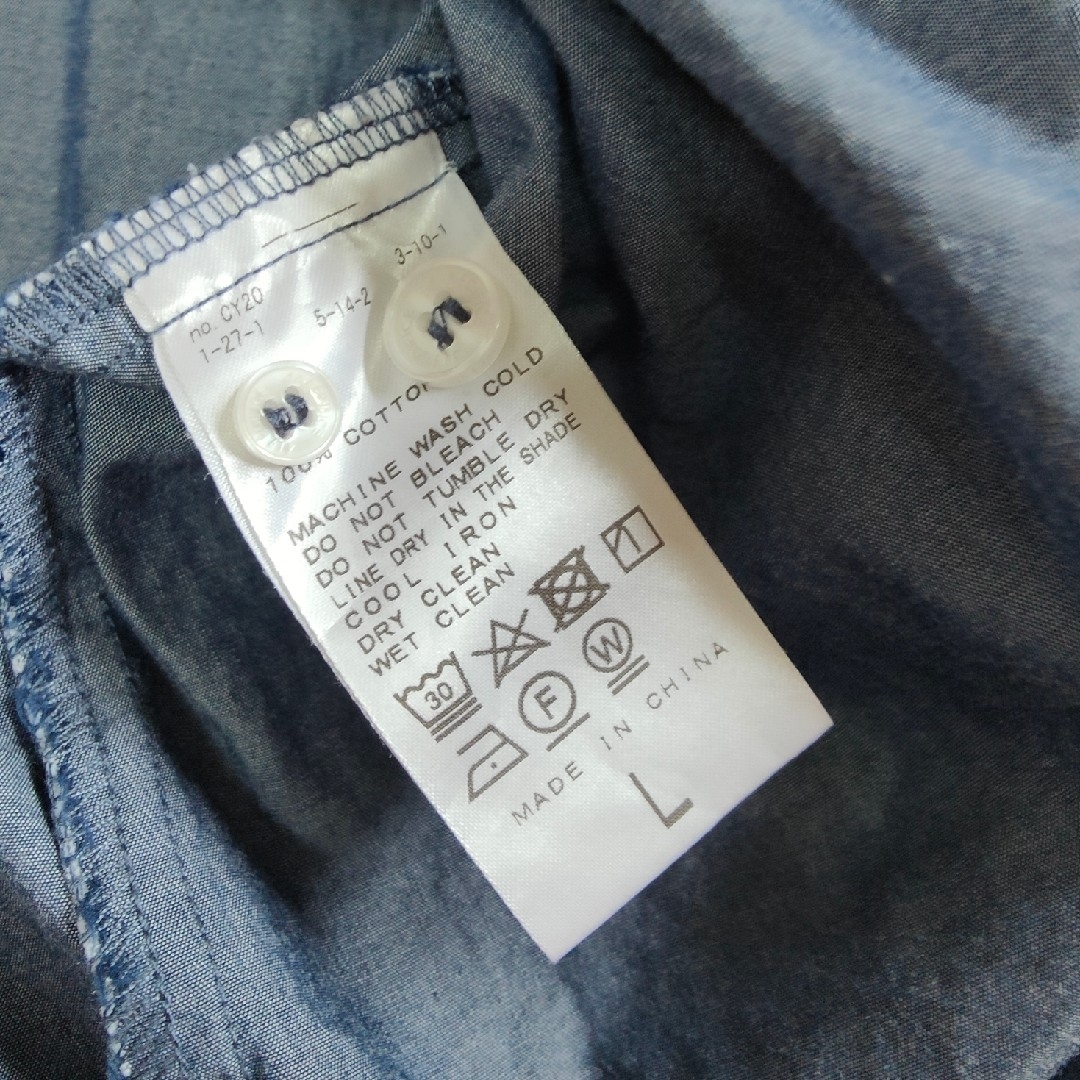 no. CY20
3-10-1
1-27-1
5-14-2
100% COTTON
MACHINE WASH COLD
DO NOT BLEACH
DO NOT TUMBLE DRY
LINE DRY IN THE SHADE
COOL IRON
DRY CLEAN
WET CLEAN
30
1
F
W
MADE IN CHINA
L